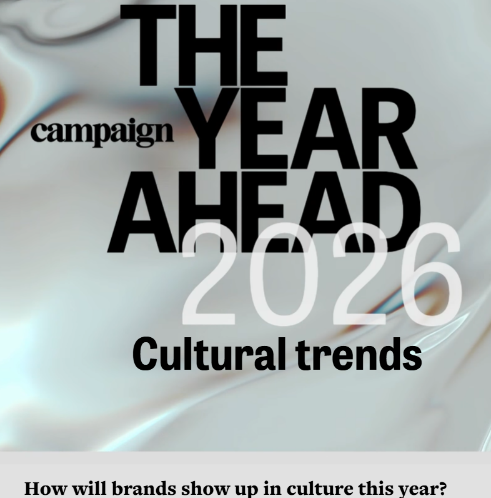 THE
campaign YEAR
AHEAD
2026
Cultural trends
How will brands show up in culture this year?